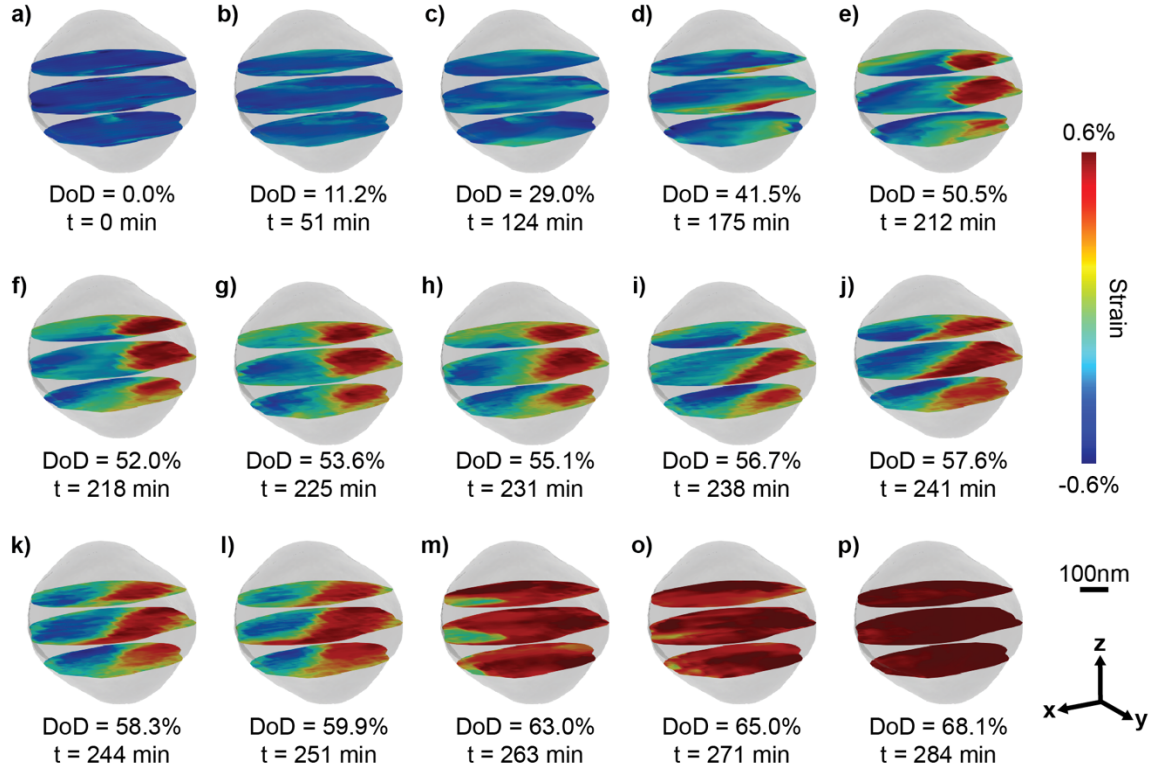 a)
b)
c)
d)
e)
DoD = 0.0%
t = 0 min
DoD = 11.2%
t = 51 min
DoD = 29.0%
t = 124 min
DoD = 41.5%
t = 175 min
DoD = 50.5%
t = 212 min
0.6%
Strain
-0.6%
f)
g)
h)
i)
j)
DoD = 52.0%
t = 218 min
DoD = 53.6%
t = 225 min
DoD = 55.1%
t = 231 min
DoD = 56.7%
t = 238 min
DoD = 57.6%
t = 241 min
k)
l)
m)
o)
p)
DoD = 58.3%
t = 244 min
DoD = 59.9%
t = 251 min
DoD = 63.0%
t = 263 min
DoD = 65.0%
t = 271 min
DoD = 68.1%
t = 284 min
100nm
z
x
y